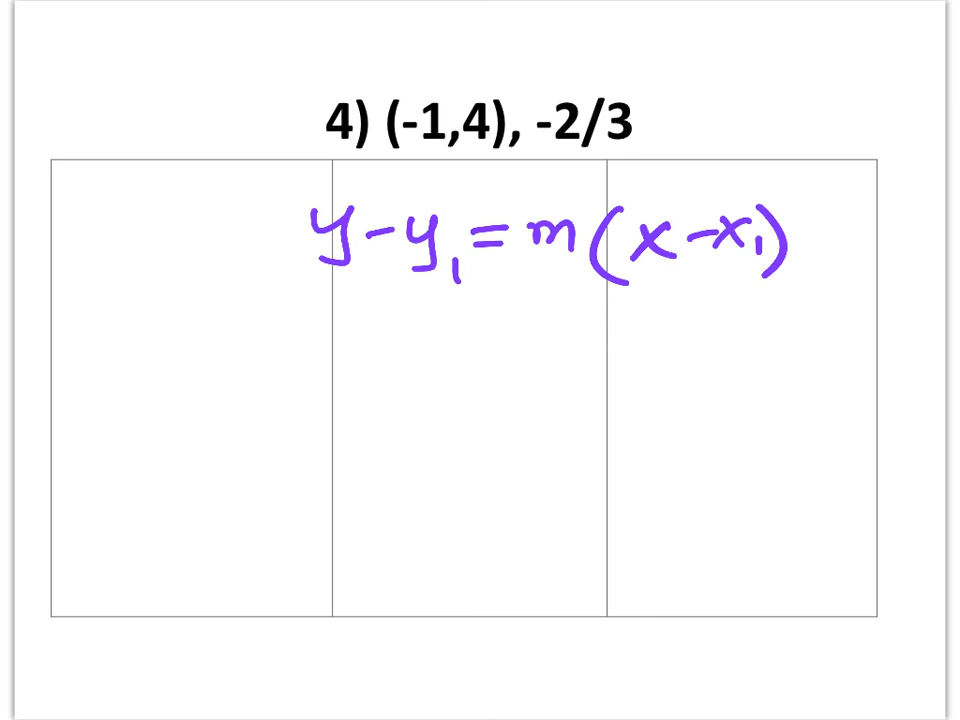 4) (-1,4), -2/3
y - y₁ = m(x - x₁)